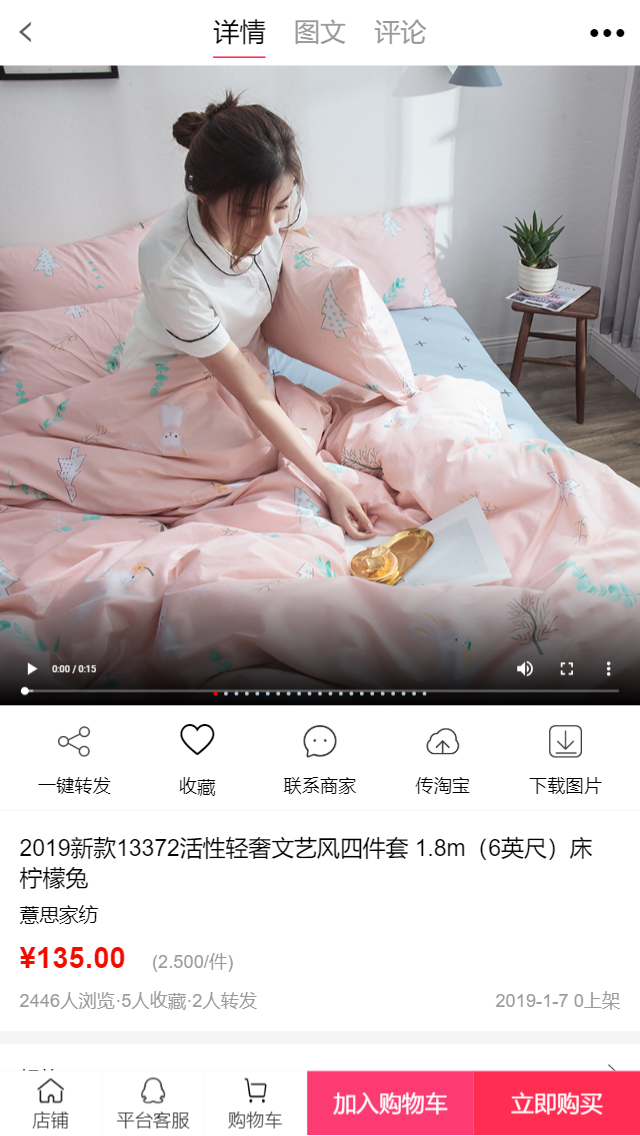 详情 图文 评论
0:00 / 0:15
一键转发 收藏 联系商家 传淘宝 下载图片
2019新款13372活性轻奢文艺风四件套 1.8m（6英尺）床
柠檬兔
薏思家纺
¥135.00 (2.500/件)
2446人浏览·5人收藏·2人转发 2019-1-7 0上架
店铺 平台客服 购物车 加入购物车 立即购买